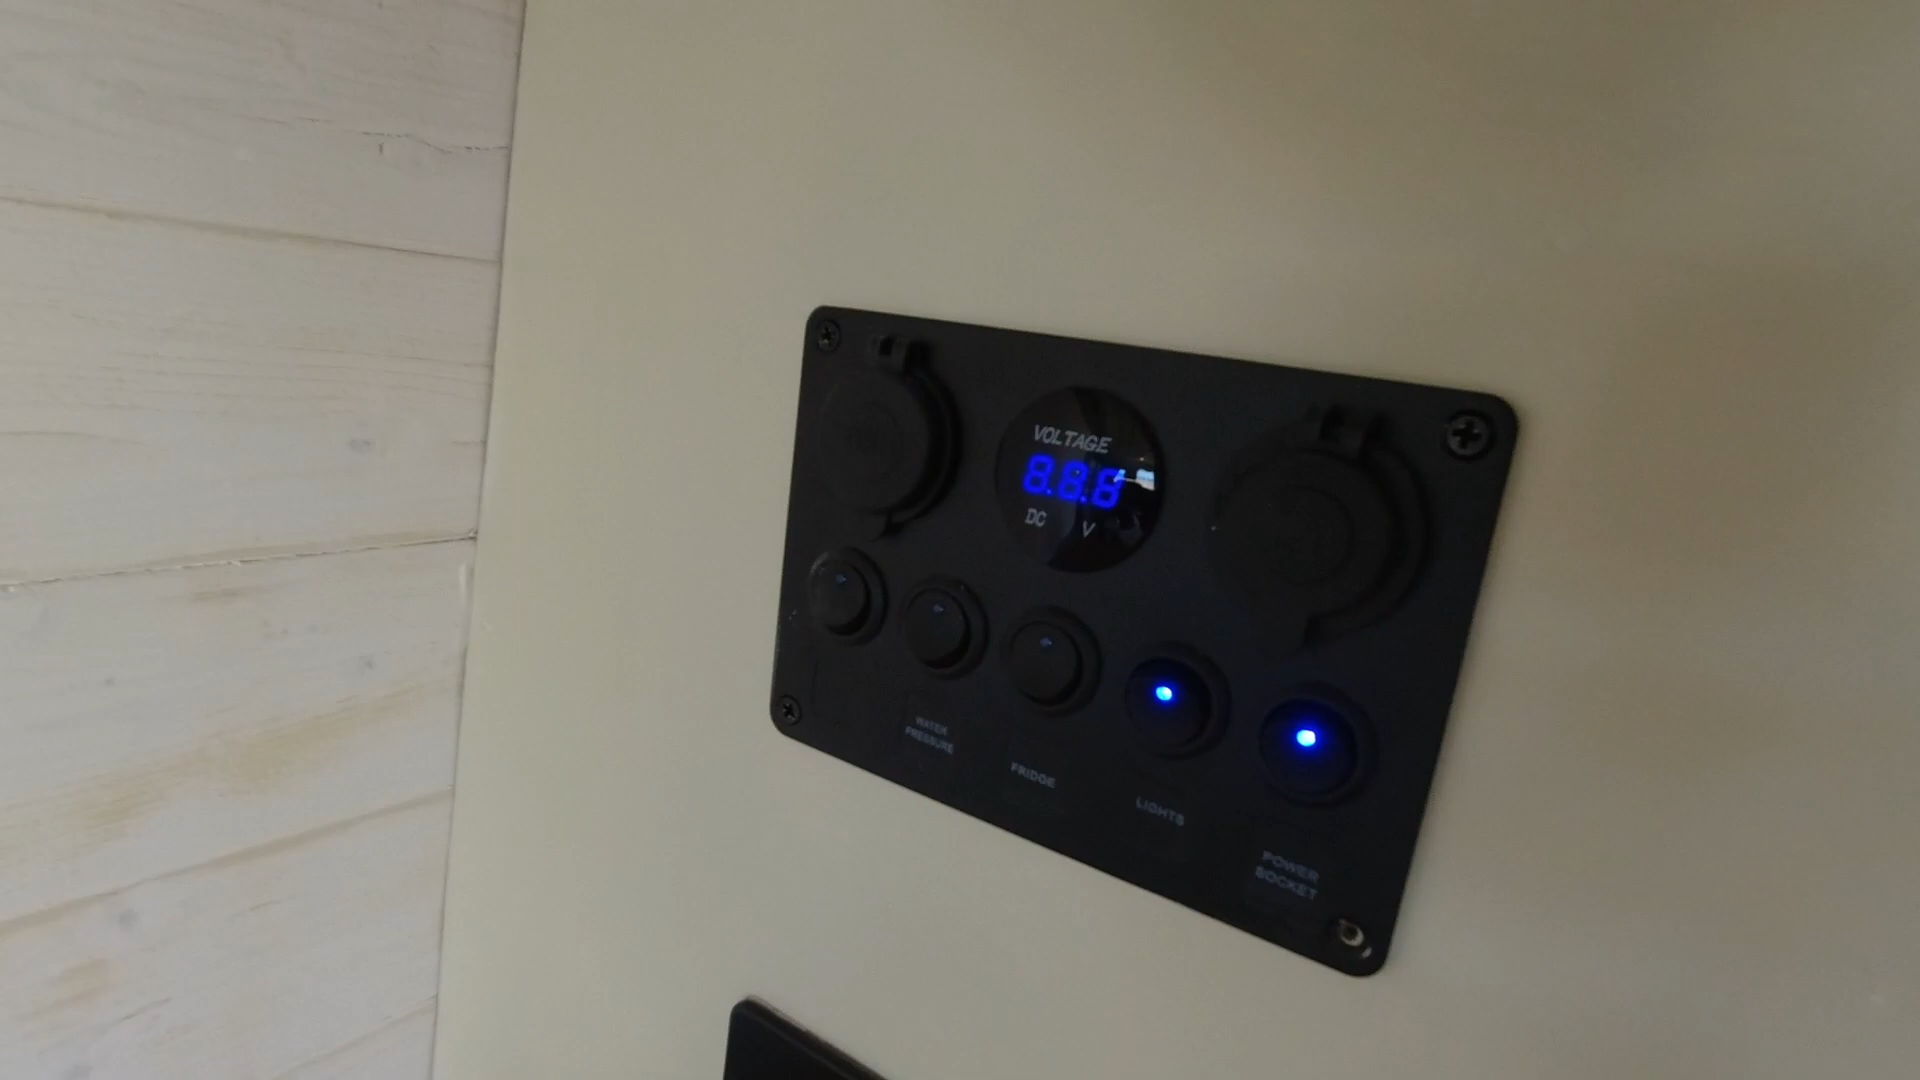 VOLTAGE
8.8.8
DC V
WATER
PRESSURE
FRIDGE
LIGHTS
POWER
SOCKET